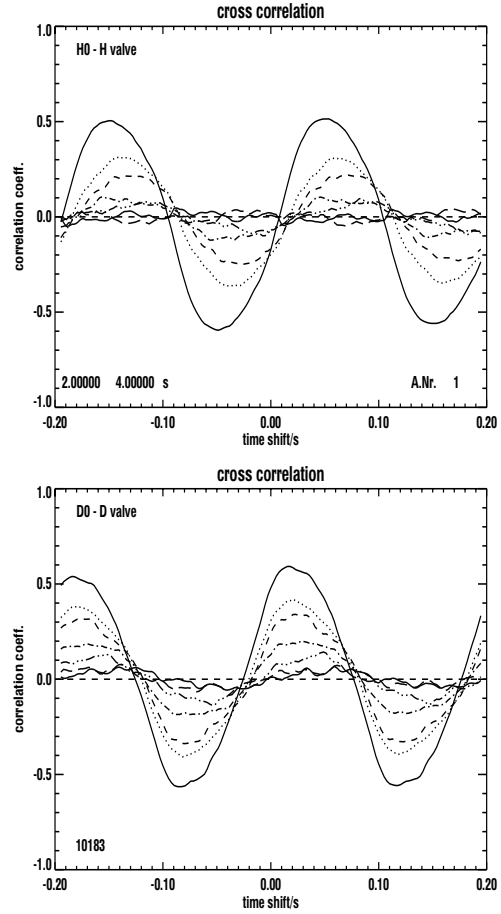 cross correlation
1.0
H0 - H valve
0.5
0.0
-0.5
-1.0
correlation coeff.
2.00000 4.00000 s
A.Nr. 1
-0.20 -0.10 0.00 0.10 0.20
time shift/s
cross correlation
1.0
D0 - D valve
0.5
0.0
-0.5
-1.0
correlation coeff.
10183
-0.20 -0.10 0.00 0.10 0.20
time shift/s